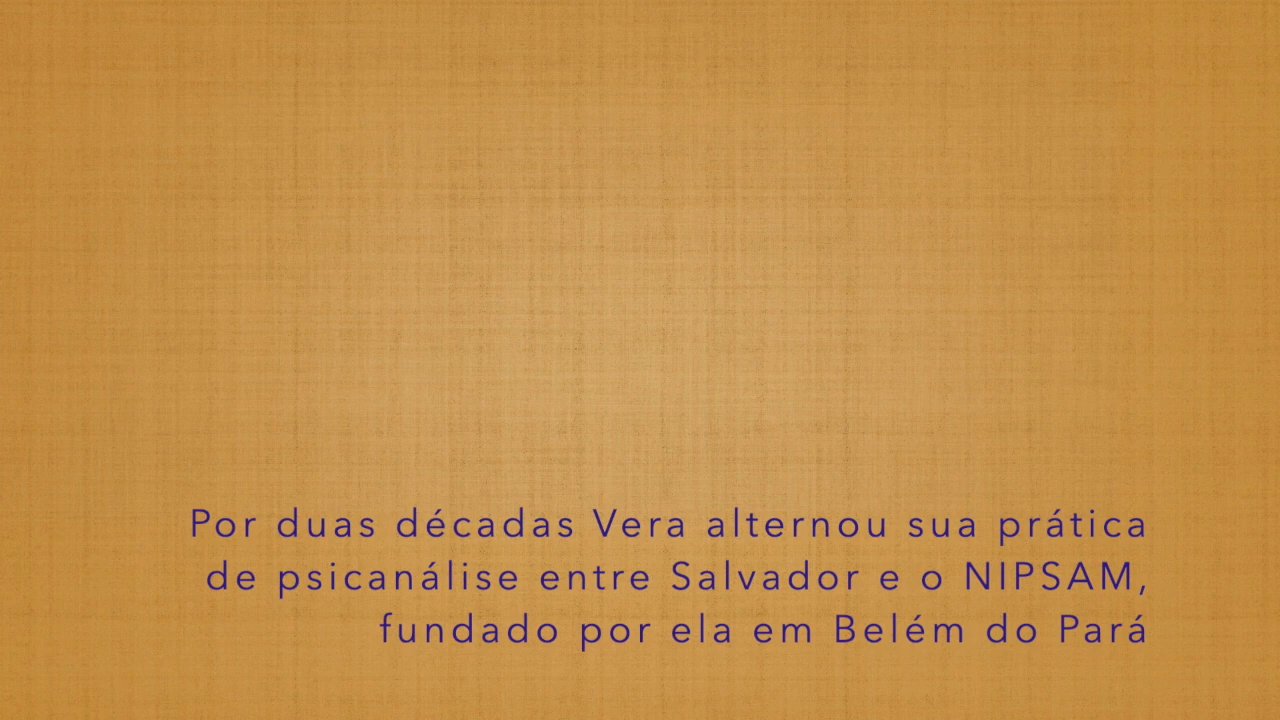 Por duas décadas Vera alternou sua prática
de psicanálise entre Salvador e o NIPSAM,
fundado por ela em Belém do Pará